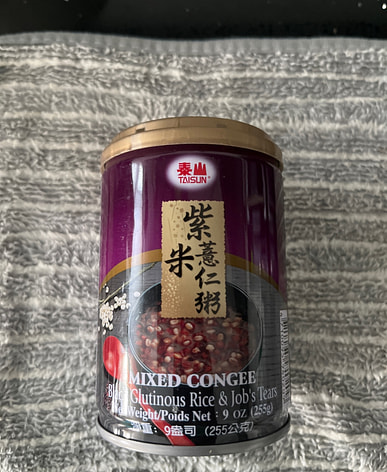 泰山
TAISUN®
紫米
薏仁粥
MIXED CONGEE
Glutinous Rice & Job's Tears
Weight/Poids Net : 9 OZ (255g)
重: 9盎司 (255公克)